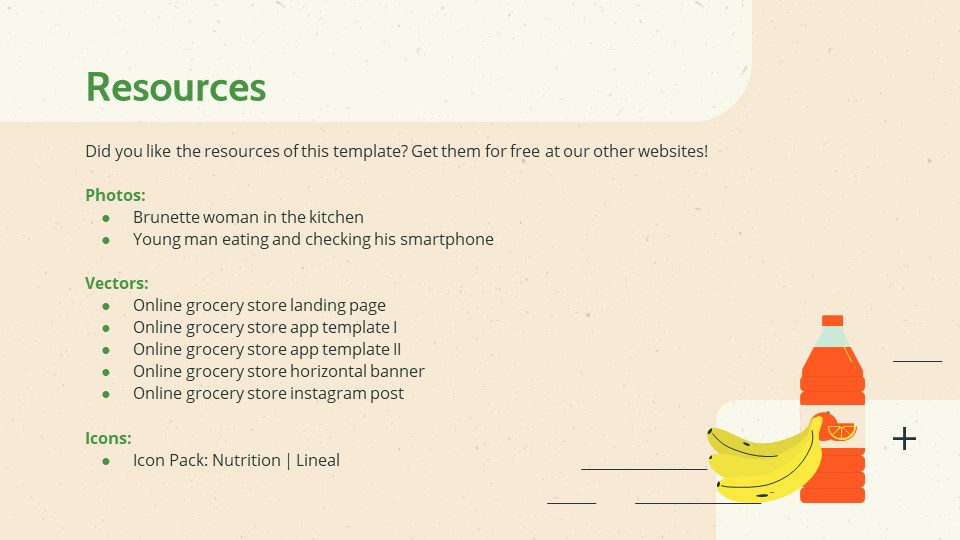 Resources
Did you like the resources of this template? Get them for free at our other websites!
Photos:
● Brunette woman in the kitchen
● Young man eating and checking his smartphone
Vectors:
● Online grocery store landing page
● Online grocery store app template I
● Online grocery store app template II
● Online grocery store horizontal banner
● Online grocery store instagram post
Icons:
● Icon Pack: Nutrition | Lineal